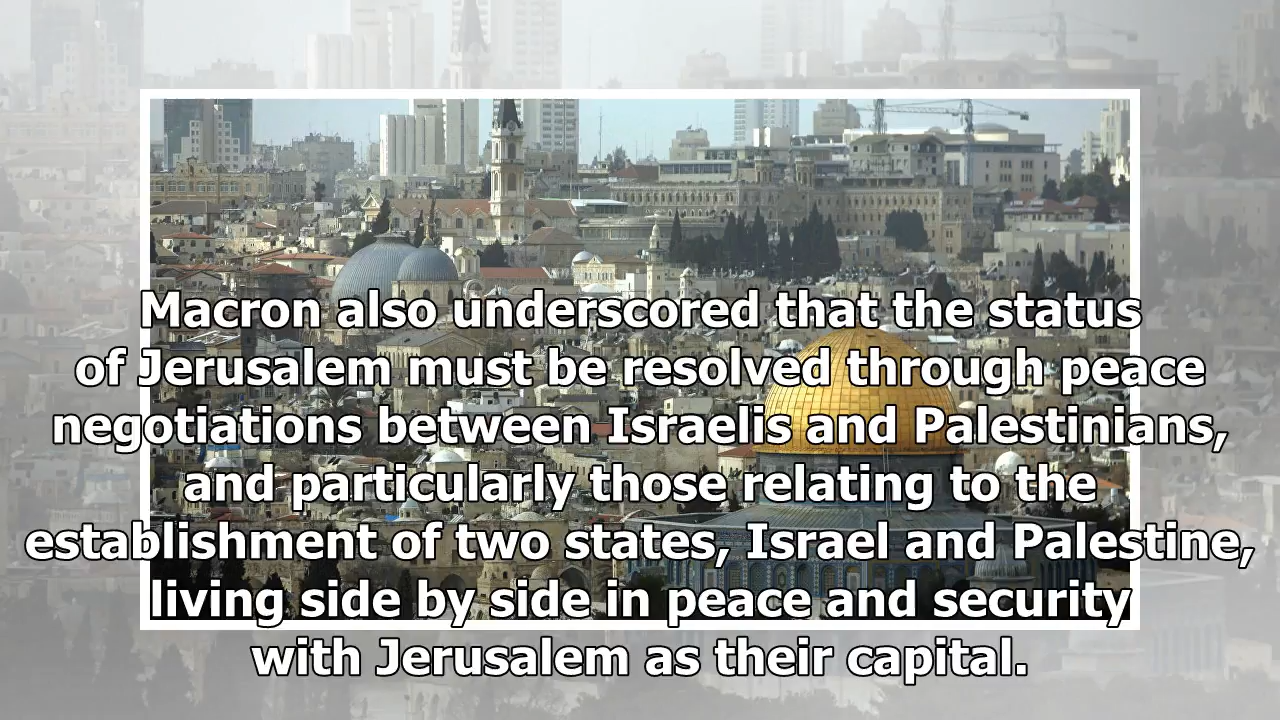 Macron also underscored that the status
of Jerusalem must be resolved through peace
negotiations between Israelis and Palestinians,
and particularly those relating to the
establishment of two states, Israel and Palestine,
living side by side in peace and security
with Jerusalem as their capital.